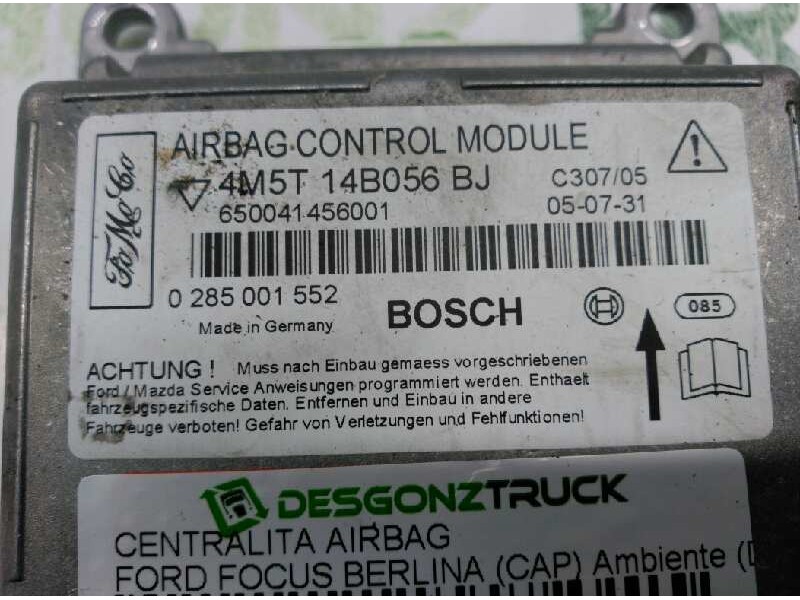 AIRBAG CONTROL MODULE
FoMoCo
4M5T 14B056 BJ
C307/05
650041456001
05-07-31
0 285 001 552
BOSCH
085
Made in Germany
ACHTUNG ! Muss nach Einbau gemaess vorgeschriebenen
Ford / Mazda Service Anweisungen programmiert werden. Enthaelt
fahrzeugspezifische Daten. Entfernen und Einbau in andere
Fahrzeuge verboten! Gefahr von Verletzungen und Fehlfunktionen!
DESGONZTRUCK
CENTRALITA AIRBAG
FORD FOCUS BERLINA (CAP) Ambiente (D